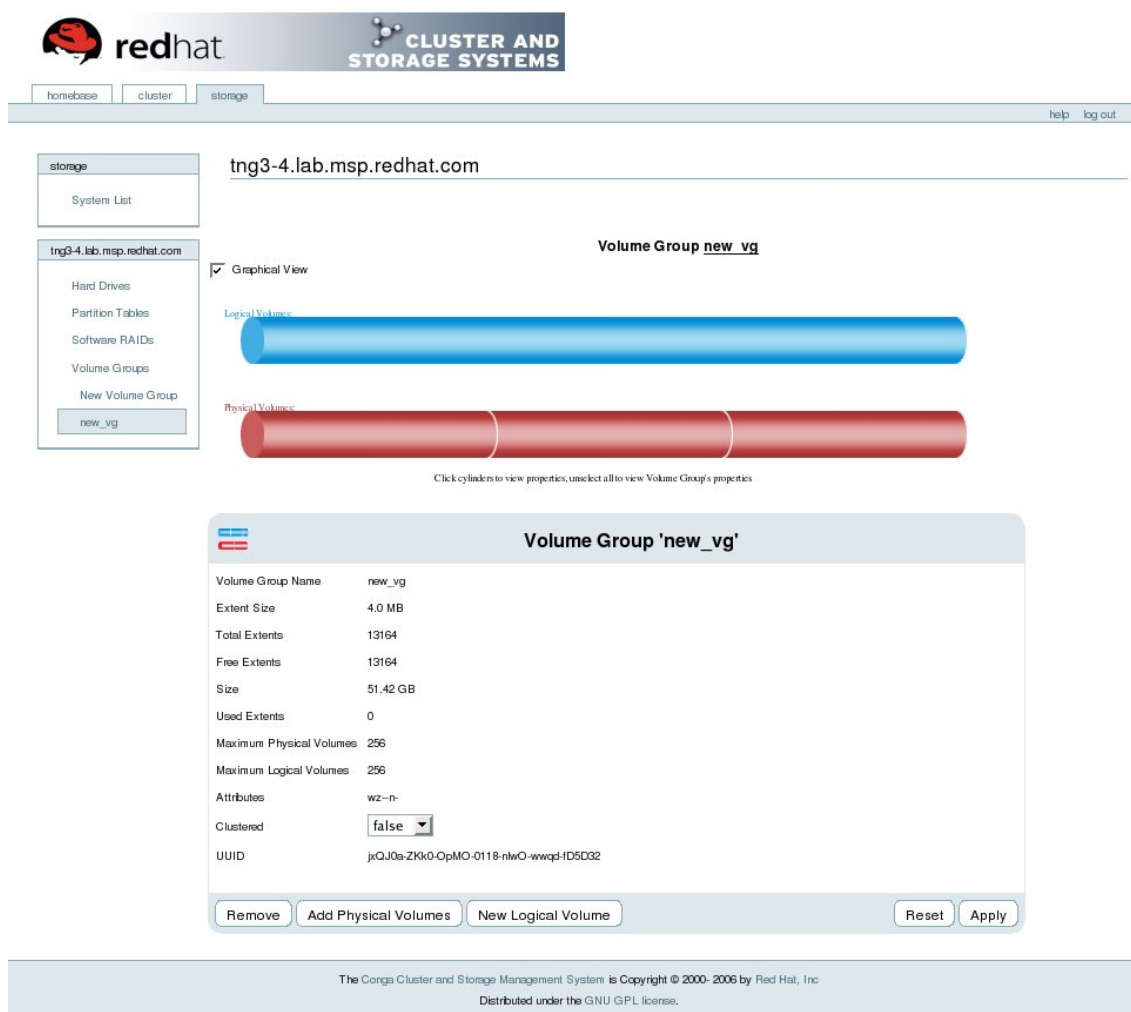 redhat.
CLUSTER AND
STORAGE SYSTEMS
homebase cluster storage
help log out
storage
System List
tng3-4.lab.msp.redhat.com
Hard Drives
Partition Tables
Software RAIDs
Volume Groups
New Volume Group
new_vg
tng3-4.lab.msp.redhat.com
Volume Group new_vg
Graphical View
Logical Volumes:
Physical Volumes:
Click cylinders to view properties, unselect all to view Volume Group's properties
Volume Group 'new_vg'
Volume Group Name new_vg
Extent Size 4.0 MB
Total Extents 13164
Free Extents 13164
Size 51.42 GB
Used Extents 0
Maximum Physical Volumes 256
Maximum Logical Volumes 256
Attributes wz--n-
Clustered false
UUID jxQJ0a-ZKk0-OpMO-0118-nlwO-wwqd-fD5D32
Remove Add Physical Volumes New Logical Volume Reset Apply
The Conga Cluster and Storage Management System is Copyright © 2000- 2006 by Red Hat, Inc
Distributed under the GNU GPL license.